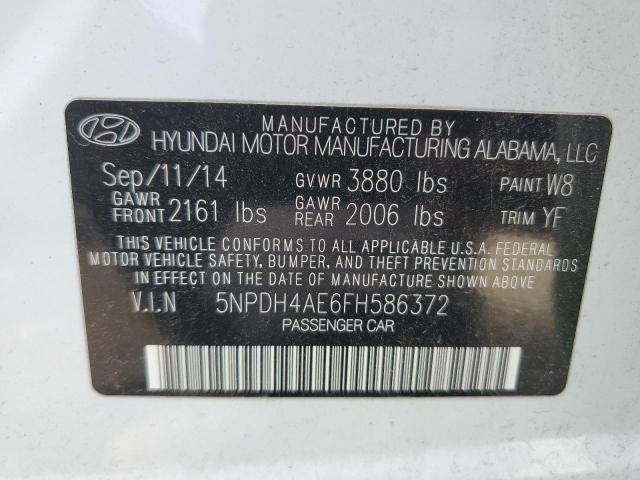 MANUFACTURED BY
HYUNDAI MOTOR MANUFACTURING ALABAMA, LLC
Sep/11/14 GVWR 3880 lbs PAINT W8
GAWR FRONT 2161 lbs GAWR REAR 2006 lbs TRIM YF
THIS VEHICLE CONFORMS TO ALL APPLICABLE U.S.A. FEDERAL
MOTOR VEHICLE SAFETY, BUMPER, AND THEFT PREVENTION STANDARDS
IN EFFECT ON THE DATE OF MANUFACTURE SHOWN ABOVE.
V.I.N 5NPDH4AE6FH586372
PASSENGER CAR